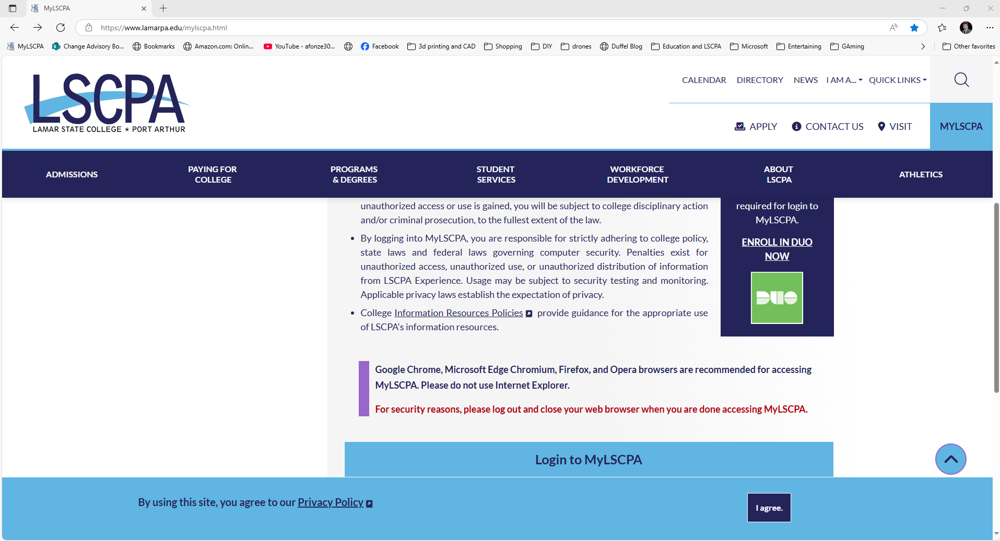 MyLSCPA
https://www.lamarpa.edu/mylscpa.html
MyLSCPA
Change Advisory Bo...
Bookmarks
Amazon.com: Onlin...
YouTube - afonze30...
Facebook
3d printing and CAD
Shopping
DIY
drones
Duffel Blog
Education and LSCPA
Microsoft
Entertaining
GAming
Other favorites
LSCPA
LAMAR STATE COLLEGE ★ PORT ARTHUR
CALENDAR
DIRECTORY
NEWS
I AM A...
QUICK LINKS
APPLY
CONTACT US
VISIT
MYLSCPA
ADMISSIONS
PAYING FOR
COLLEGE
PROGRAMS
& DEGREES
STUDENT
SERVICES
WORKFORCE
DEVELOPMENT
ABOUT
LSCPA
ATHLETICS
unauthorized access or use is gained, you will be subject to college disciplinary action
and/or criminal prosecution, to the fullest extent of the law.
• By logging into MyLSCPA, you are responsible for strictly adhering to college policy,
state laws and federal laws governing computer security. Penalties exist for
unauthorized access, unauthorized use, or unauthorized distribution of information
from LSCPA Experience. Usage may be subject to security testing and monitoring.
Applicable privacy laws establish the expectation of privacy.
• College Information Resources Policies provide guidance for the appropriate use
of LSCPA's information resources.
required for login to
MyLSCPA.
ENROLL IN DUO
NOW
DUO
Google Chrome, Microsoft Edge Chromium, Firefox, and Opera browsers are recommended for accessing
MyLSCPA. Please do not use Internet Explorer.
For security reasons, please log out and close your web browser when you are done accessing MyLSCPA.
Login to MyLSCPA
By using this site, you agree to our Privacy Policy
I agree.